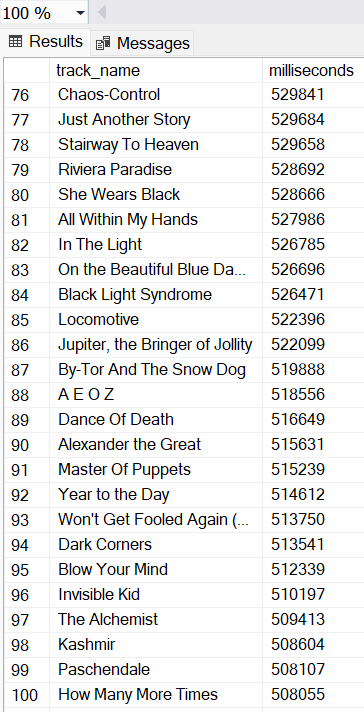 100 %
Results Messages
track_name milliseconds
76 Chaos-Control 529841
77 Just Another Story 529684
78 Stairway To Heaven 529658
79 Riviera Paradise 528692
80 She Wears Black 528666
81 All Within My Hands 527986
82 In The Light 526785
83 On the Beautiful Blue Da... 526696
84 Black Light Syndrome 526471
85 Locomotive 522396
86 Jupiter, the Bringer of Jollity 522099
87 By-Tor And The Snow Dog 519888
88 A E O Z 518556
89 Dance Of Death 516649
90 Alexander the Great 515631
91 Master Of Puppets 515239
92 Year to the Day 514612
93 Won't Get Fooled Again (... 513750
94 Dark Corners 513541
95 Blow Your Mind 512339
96 Invisible Kid 510197
97 The Alchemist 509413
98 Kashmir 508604
99 Paschendale 508107
100 How Many More Times 508055